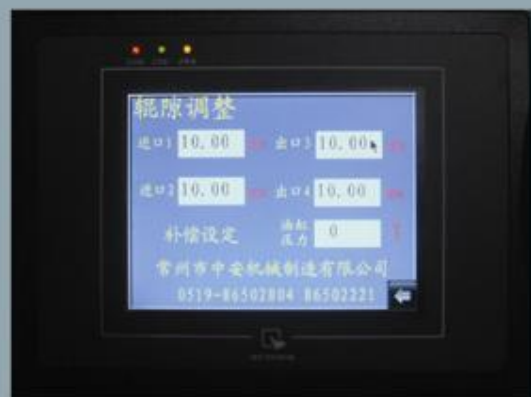 辊隙调整
进口1 10.00 出口3 10.00
进口2 10.00 出口4 10.00
补偿设定 油缸压力 0 T
常州市中安机械制造有限公司
0519-86502804 86502221